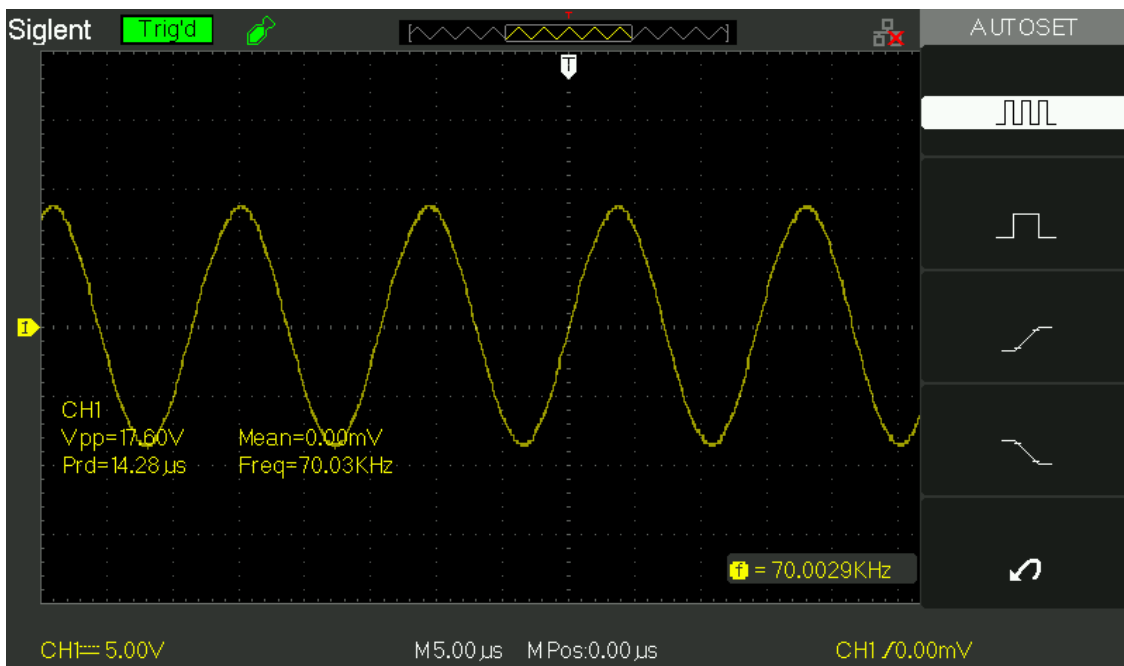 Siglent Trig'd T AUTOSET
T
CH1
Vpp=17.60V Mean=0.00mV
Prd=14.28µs Freq=70.03KHz
f = 70.0029KHz
CH1 5.00V M5.00µs MPos:0.00µs CH1 0.00mV